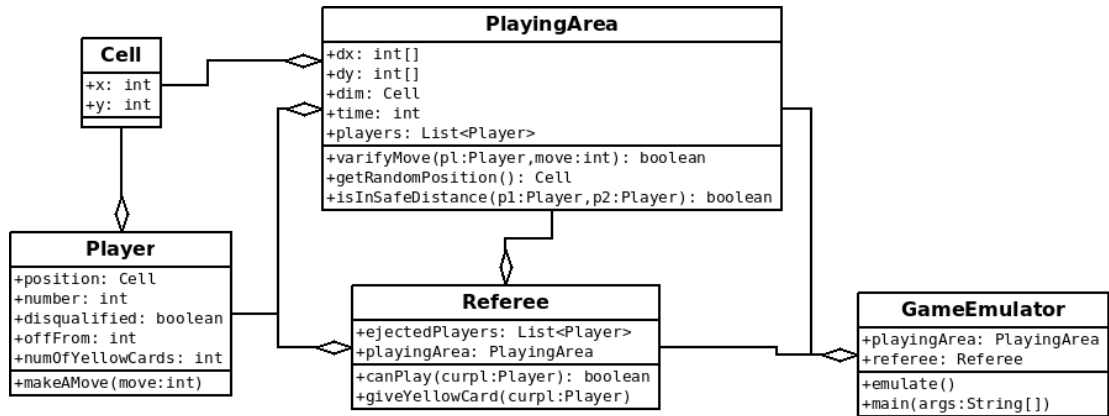 PlayingArea
+dx: int[]
+dy: int[]
+dim: Cell
+time: int
+players: List<Player>
+varifyMove(pl:Player,move:int): boolean
+getRandomPosition(): Cell
+isInSafeDistance(p1:Player,p2:Player): boolean
Cell
+x: int
+y: int
Player
+position: Cell
+number: int
+disqualified: boolean
+offFrom: int
+numOfYellowCards: int
+makeAMove(move:int)
Referee
+ejectedPlayers: List<Player>
+playingArea: PlayingArea
+canPlay(curpl:Player): boolean
+giveYellowCard(curpl:Player)
GameEmulator
+playingArea: PlayingArea
+referee: Referee
+emulate()
+main(args:String[])